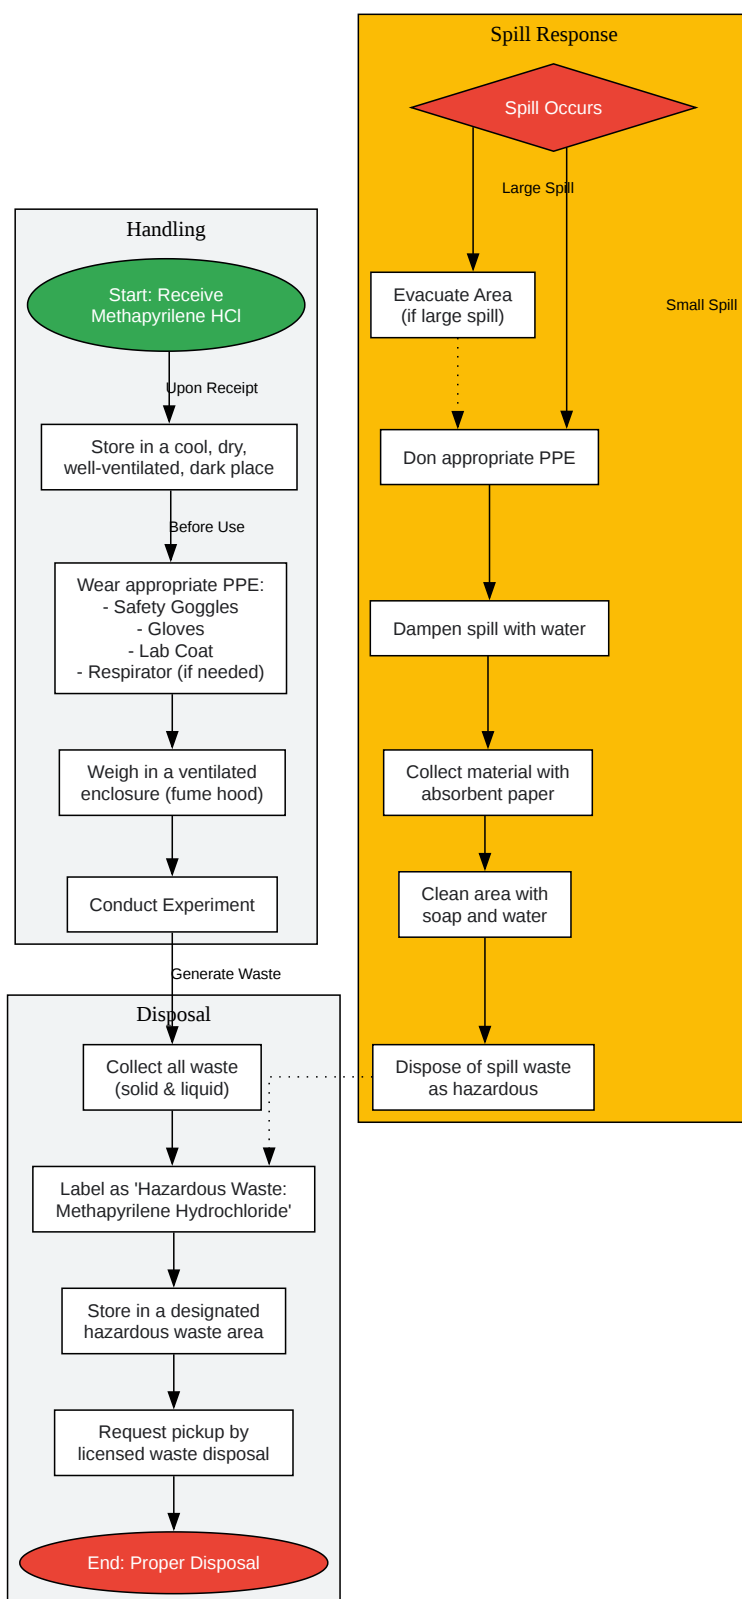 Spill Response
Spill Occurs
Large Spill
Evacuate Area
(if large spill)
Small Spill
Don appropriate PPE
Dampen spill with water
Collect material with
absorbent paper
Clean area with
soap and water
Dispose of spill waste
as hazardous
Handling
Start: Receive
Methapyrilene HCl
Upon Receipt
Store in a cool, dry,
well-ventilated, dark place
Before Use
Wear appropriate PPE:
- Safety Goggles
- Gloves
- Lab Coat
- Respirator (if needed)
Weigh in a ventilated
enclosure (fume hood)
Conduct Experiment
Generate Waste
Disposal
Collect all waste
(solid & liquid)
Label as 'Hazardous Waste:
Methapyrilene Hydrochloride'
Store in a designated
hazardous waste area
Request pickup by
licensed waste disposal
End: Proper Disposal